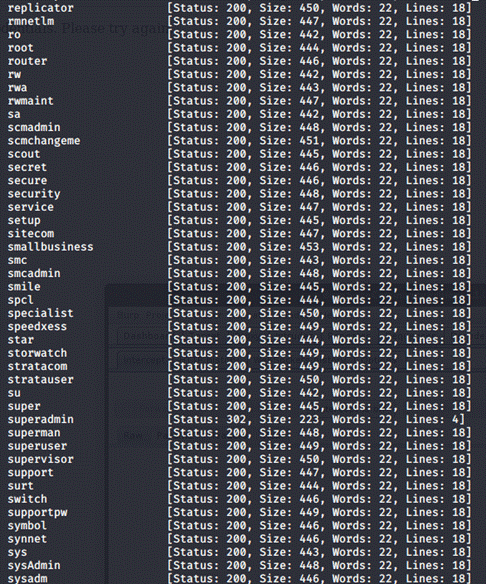 replicator [Status: 200, Size: 450, Words: 22, Lines: 18]
rmnetlm [Status: 200, Size: 447, Words: 22, Lines: 18]
ro [Status: 200, Size: 442, Words: 22, Lines: 18]
root [Status: 200, Size: 444, Words: 22, Lines: 18]
router [Status: 200, Size: 446, Words: 22, Lines: 18]
rw [Status: 200, Size: 442, Words: 22, Lines: 18]
rwa [Status: 200, Size: 443, Words: 22, Lines: 18]
rwmaint [Status: 200, Size: 447, Words: 22, Lines: 18]
sa [Status: 200, Size: 442, Words: 22, Lines: 18]
scmadmin [Status: 200, Size: 448, Words: 22, Lines: 18]
scmchangeme [Status: 200, Size: 451, Words: 22, Lines: 18]
scout [Status: 200, Size: 445, Words: 22, Lines: 18]
secret [Status: 200, Size: 446, Words: 22, Lines: 18]
secure [Status: 200, Size: 446, Words: 22, Lines: 18]
security [Status: 200, Size: 448, Words: 22, Lines: 18]
service [Status: 200, Size: 447, Words: 22, Lines: 18]
setup [Status: 200, Size: 445, Words: 22, Lines: 18]
sitecom [Status: 200, Size: 447, Words: 22, Lines: 18]
smallbusiness [Status: 200, Size: 453, Words: 22, Lines: 18]
smc [Status: 200, Size: 443, Words: 22, Lines: 18]
smcadmin [Status: 200, Size: 448, Words: 22, Lines: 18]
smile [Status: 200, Size: 445, Words: 22, Lines: 18]
spcl [Status: 200, Size: 444, Words: 22, Lines: 18]
specialist [Status: 200, Size: 450, Words: 22, Lines: 18]
speedxess [Status: 200, Size: 449, Words: 22, Lines: 18]
star [Status: 200, Size: 444, Words: 22, Lines: 18]
storwatch [Status: 200, Size: 449, Words: 22, Lines: 18]
stratacom [Status: 200, Size: 449, Words: 22, Lines: 18]
stratauser [Status: 200, Size: 450, Words: 22, Lines: 18]
su [Status: 200, Size: 442, Words: 22, Lines: 18]
super [Status: 200, Size: 445, Words: 22, Lines: 18]
superadmin [Status: 302, Size: 223, Words: 22, Lines: 4]
superman [Status: 200, Size: 448, Words: 22, Lines: 18]
superuser [Status: 200, Size: 449, Words: 22, Lines: 18]
supervisor [Status: 200, Size: 450, Words: 22, Lines: 18]
support [Status: 200, Size: 447, Words: 22, Lines: 18]
surt [Status: 200, Size: 444, Words: 22, Lines: 18]
switch [Status: 200, Size: 446, Words: 22, Lines: 18]
supportpw [Status: 200, Size: 449, Words: 22, Lines: 18]
symbol [Status: 200, Size: 446, Words: 22, Lines: 18]
synnet [Status: 200, Size: 446, Words: 22, Lines: 18]
sys [Status: 200, Size: 443, Words: 22, Lines: 18]
sysAdmin [Status: 200, Size: 448, Words: 22, Lines: 18]
sysadm [Status: 200, Size: 446, Words: 22, Lines: 18]